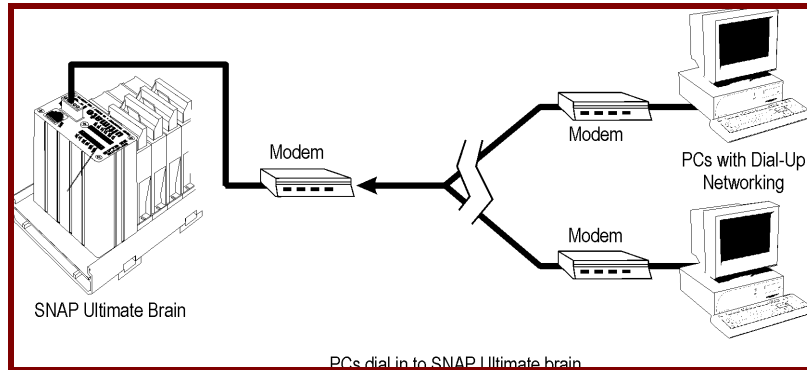 Modem
Modem
PCs with Dial-Up
Networking
Modem
SNAP Ultimate Brain
PCs dial in to SNAP Ultimate brain